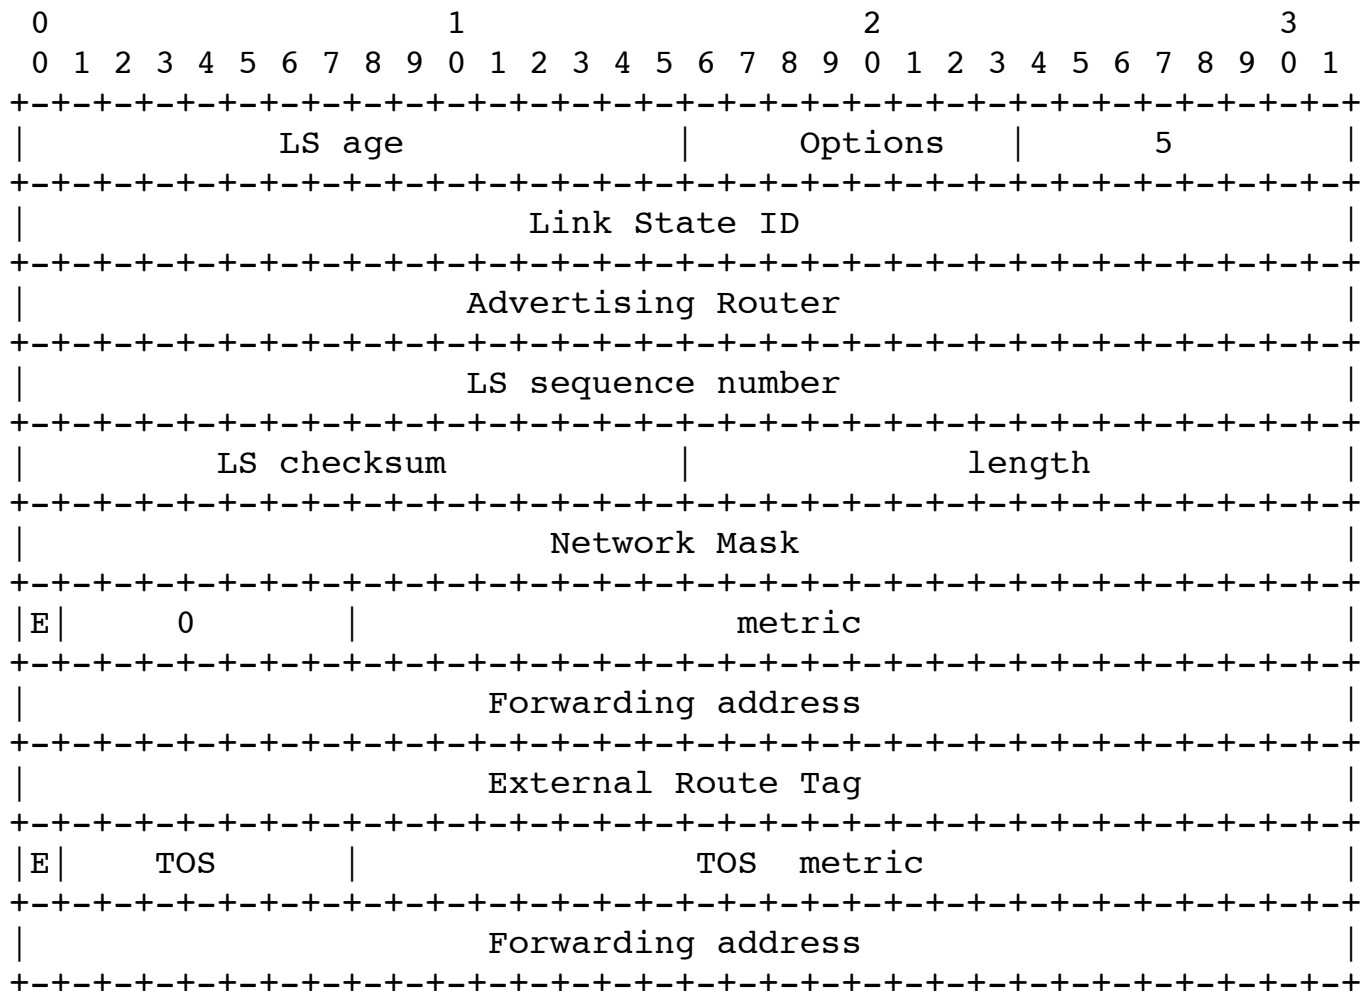 0                   1                   2                   3
 0 1 2 3 4 5 6 7 8 9 0 1 2 3 4 5 6 7 8 9 0 1 2 3 4 5 6 7 8 9 0 1
+-+-+-+-+-+-+-+-+-+-+-+-+-+-+-+-+-+-+-+-+-+-+-+-+-+-+-+-+-+-+-+-+
|            LS age             |     Options   |      5        |
+-+-+-+-+-+-+-+-+-+-+-+-+-+-+-+-+-+-+-+-+-+-+-+-+-+-+-+-+-+-+-+-+
|                        Link State ID                          |
+-+-+-+-+-+-+-+-+-+-+-+-+-+-+-+-+-+-+-+-+-+-+-+-+-+-+-+-+-+-+-+-+
|                     Advertising Router                        |
+-+-+-+-+-+-+-+-+-+-+-+-+-+-+-+-+-+-+-+-+-+-+-+-+-+-+-+-+-+-+-+-+
|                     LS sequence number                        |
+-+-+-+-+-+-+-+-+-+-+-+-+-+-+-+-+-+-+-+-+-+-+-+-+-+-+-+-+-+-+-+-+
|         LS checksum           |             length            |
+-+-+-+-+-+-+-+-+-+-+-+-+-+-+-+-+-+-+-+-+-+-+-+-+-+-+-+-+-+-+-+-+
|                         Network Mask                          |
+-+-+-+-+-+-+-+-+-+-+-+-+-+-+-+-+-+-+-+-+-+-+-+-+-+-+-+-+-+-+-+-+
|E|     0       |                  metric                       |
+-+-+-+-+-+-+-+-+-+-+-+-+-+-+-+-+-+-+-+-+-+-+-+-+-+-+-+-+-+-+-+-+
|                      Forwarding address                       |
+-+-+-+-+-+-+-+-+-+-+-+-+-+-+-+-+-+-+-+-+-+-+-+-+-+-+-+-+-+-+-+-+
|                      External Route Tag                       |
+-+-+-+-+-+-+-+-+-+-+-+-+-+-+-+-+-+-+-+-+-+-+-+-+-+-+-+-+-+-+-+-+
|E|    TOS      |                TOS  metric                    |
+-+-+-+-+-+-+-+-+-+-+-+-+-+-+-+-+-+-+-+-+-+-+-+-+-+-+-+-+-+-+-+-+
|                      Forwarding address                       |
+-+-+-+-+-+-+-+-+-+-+-+-+-+-+-+-+-+-+-+-+-+-+-+-+-+-+-+-+-+-+-+-+